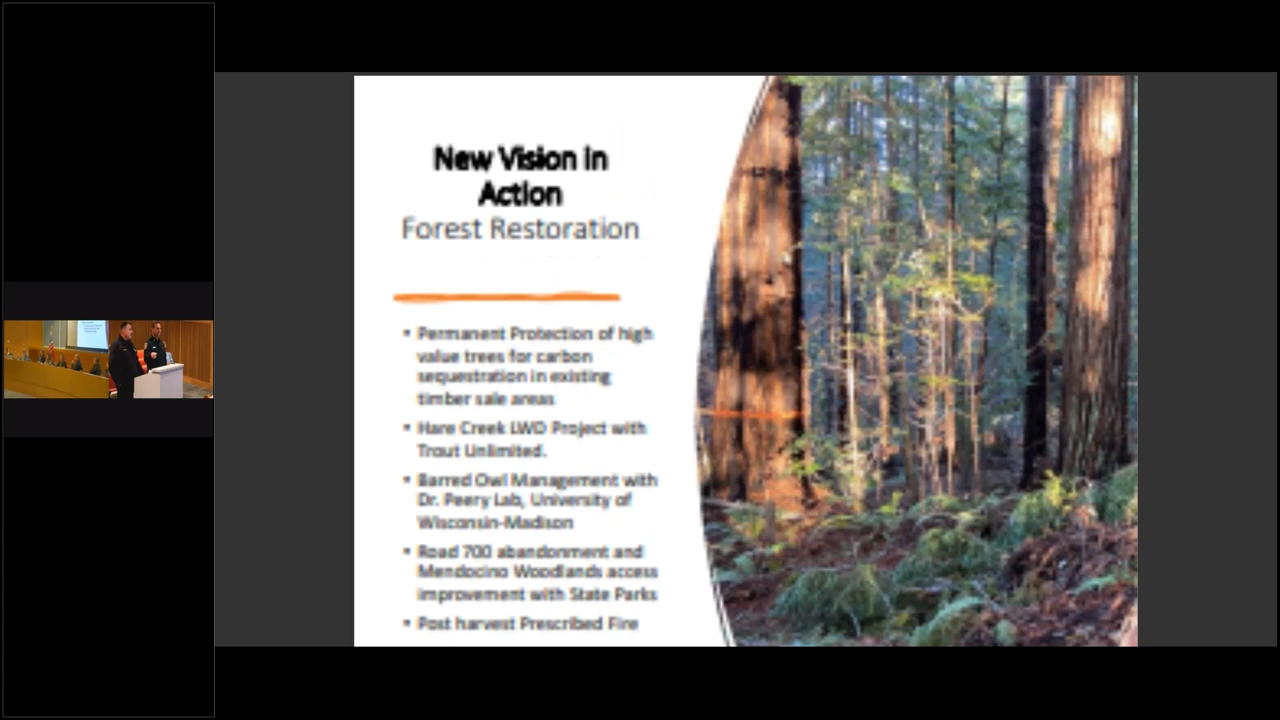 New Vision in
Action
Forest Restoration
▪ Permanent Protection of high
value trees for carbon
sequestration in existing
timber sale areas
▪ Hare Creek LWD Project with
Trout Unlimited.
▪ Barred Owl Management with
Dr. Peery Lab, University of
Wisconsin-Madison
▪ Road 700 abandonment and
Mendocino Woodlands access
improvement with State Parks
▪ Post harvest Prescribed Fire